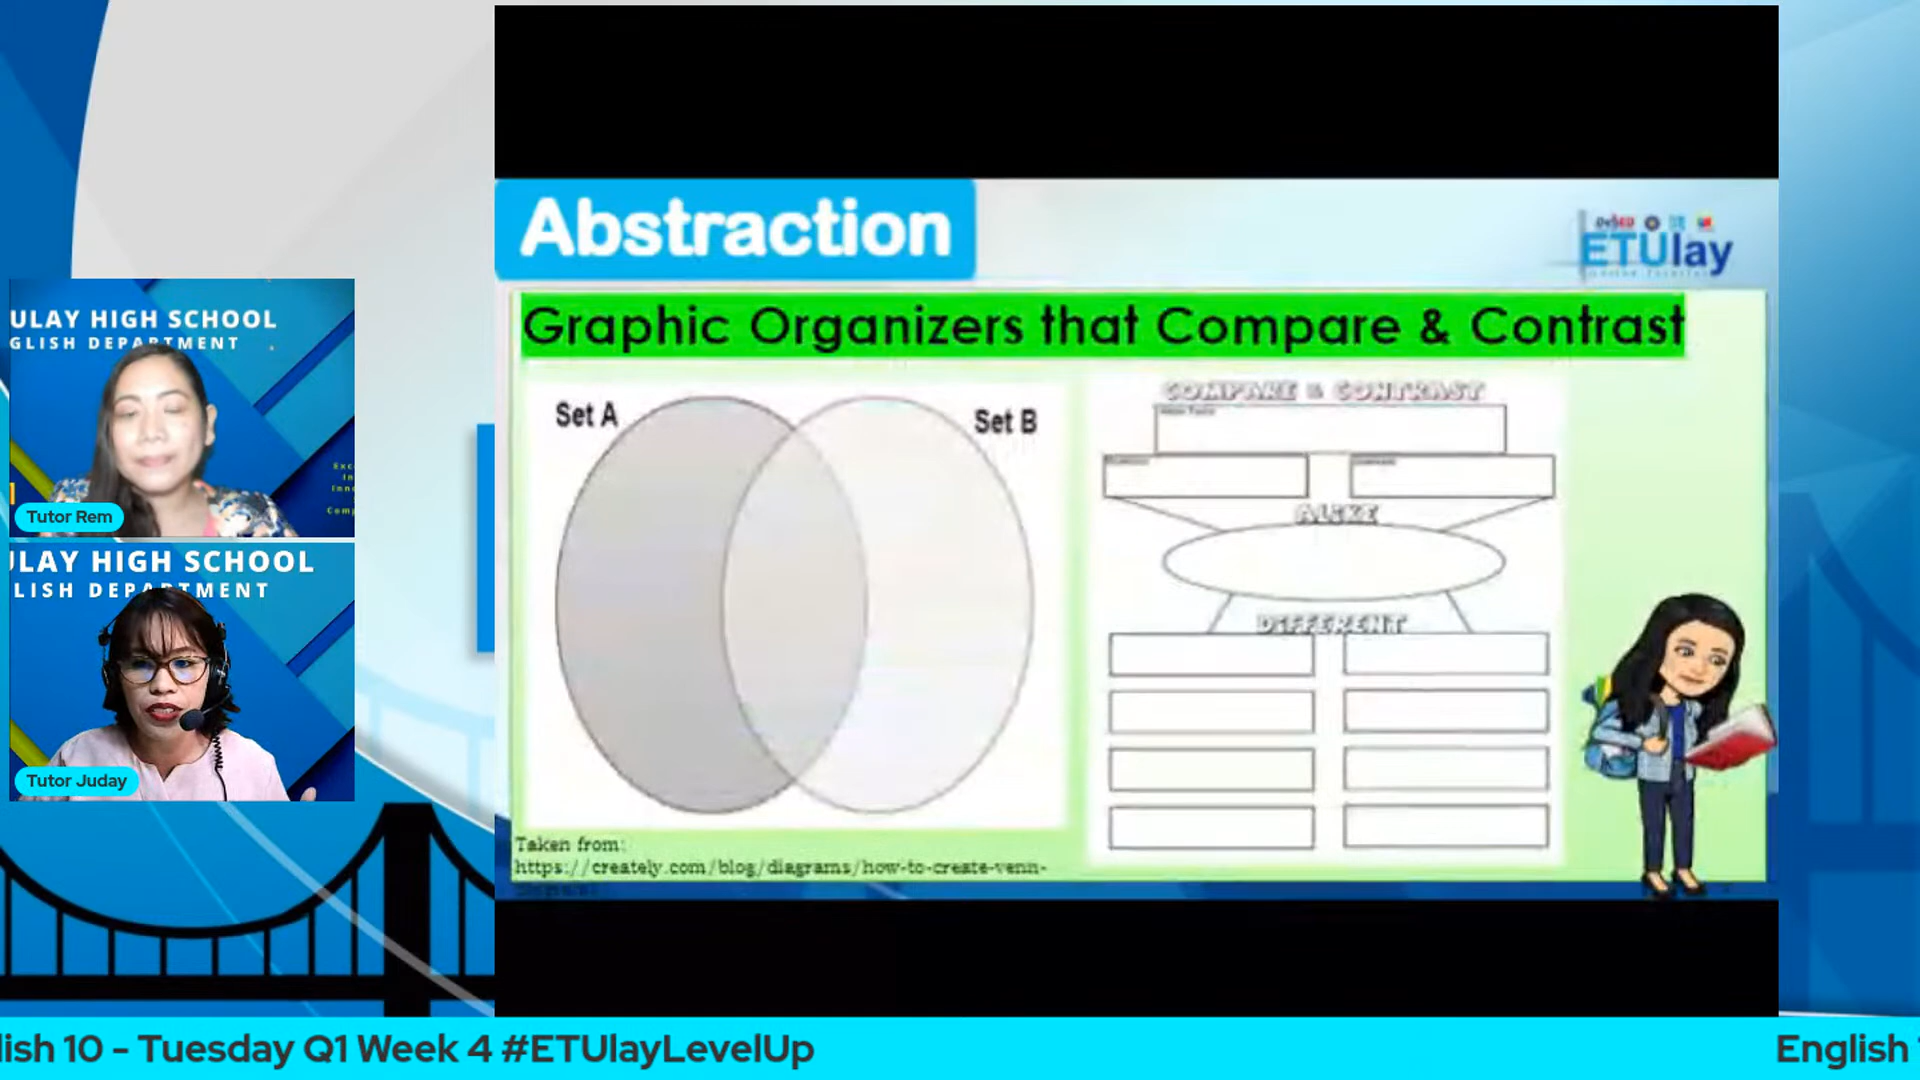 Abstraction
ETUlay
Graphic Organizers that Compare & Contrast
Set A
Set B
COMPARE & CONTRAST
ALIKE
DIFFERENT
Taken from:
https://creately.com/blog/diagrams/how-to-create-venn-
ULAY HIGH SCHOOL
GLISH DEPARTMENT
Tutor Rem
ULAY HIGH SCHOOL
LISH DEPARTMENT
Tutor Juday
lish 10 - Tuesday Q1 Week 4 #ETUlayLevelUp
English 1